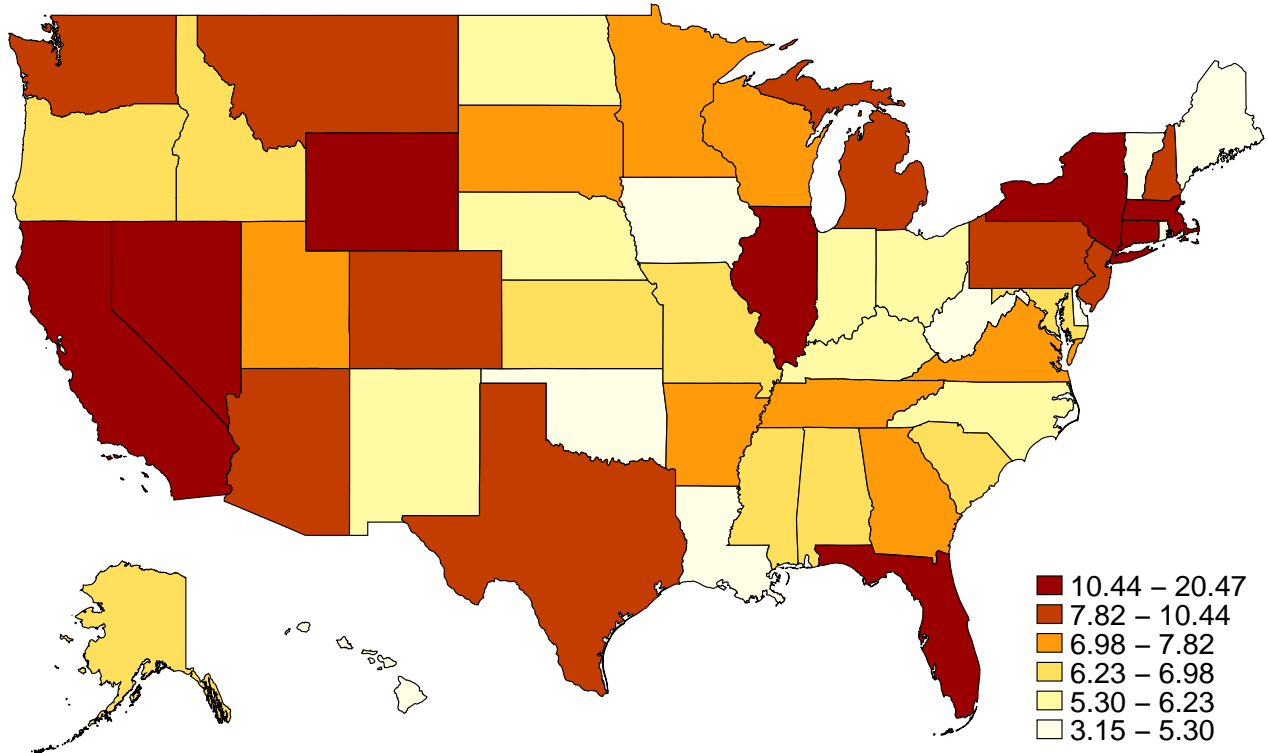 10.44 – 20.47
7.82 – 10.44
6.98 – 7.82
6.23 – 6.98
5.30 – 6.23
3.15 – 5.30